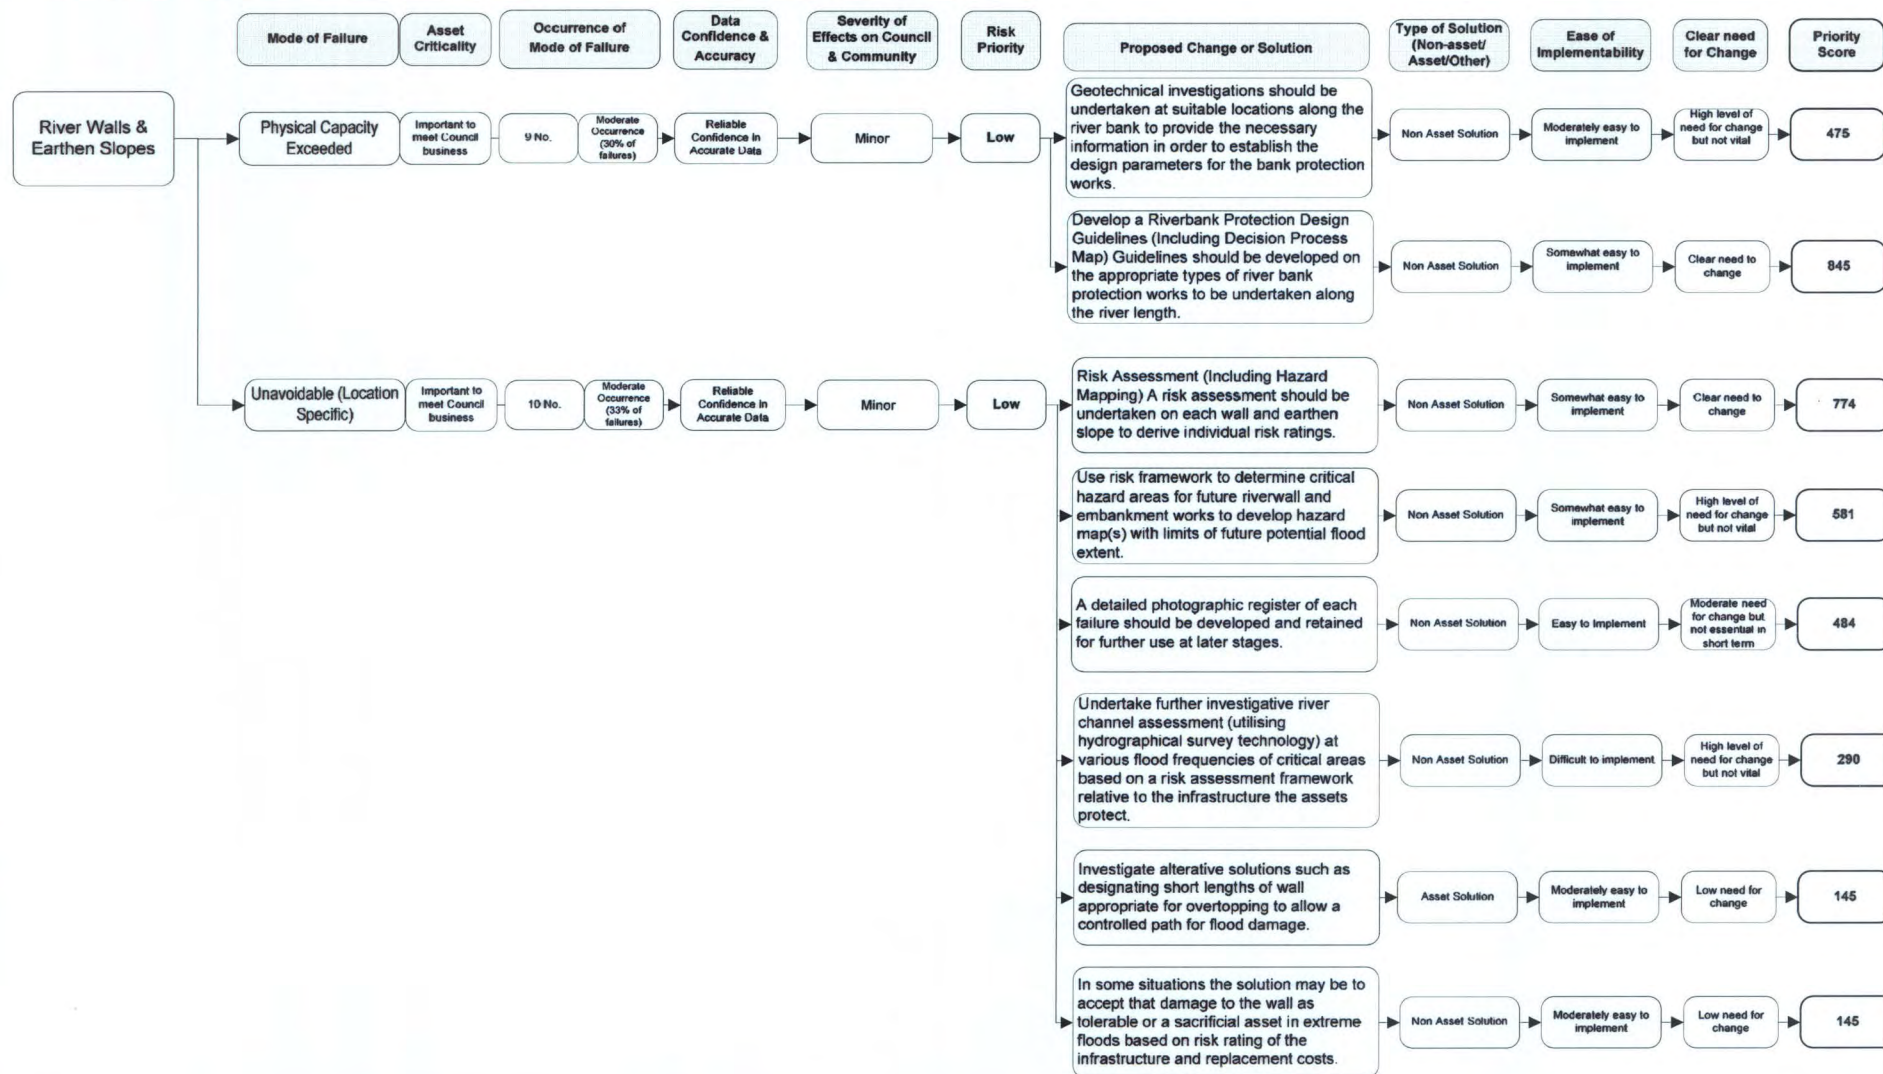 Mode of Failure
Asset
Criticality
Occurrence of
Mode of Failure
Data
Confidence &
Accuracy
Severity of
Effects on Council
& Community
Risk
Priority
Proposed Change or Solution
Type of Solution
(Non-asset/
Asset/Other)
Ease of
Implementability
Clear need
for Change
Priority
Score
River Walls &
Earthen Slopes
Physical Capacity
Exceeded
Important to
meet Council
business
9 No.
Moderate
Occurrence
(30% of
failures)
Reliable
Confidence in
Accurate Data
Minor
Low
Geotechnical investigations should be
undertaken at suitable locations along the
river bank to provide the necessary
information in order to establish the
design parameters for the bank protection
works.
Non Asset Solution
Moderately easy to
implement
High level of
need for change
but not vital
475
Develop a Riverbank Protection Design
Guidelines (Including Decision Process
Map) Guidelines should be developed on
the appropriate types of river bank
protection works to be undertaken along
the river length.
Non Asset Solution
Somewhat easy to
implement
Clear need to
change
845
Unavoidable (Location
Specific)
Important to
meet Council
business
10 No.
Moderate
Occurrence
(33% of
failures)
Reliable
Confidence in
Accurate Data
Minor
Low
Risk Assessment (Including Hazard
Mapping) A risk assessment should be
undertaken on each wall and earthen
slope to derive individual risk ratings.
Non Asset Solution
Somewhat easy to
implement
Clear need to
change
774
Use risk framework to determine critical
hazard areas for future riverwall and
embankment works to develop hazard
map(s) with limits of future potential flood
extent.
Non Asset Solution
Somewhat easy to
implement
High level of
need for change
but not vital
581
A detailed photographic register of each
failure should be developed and retained
for further use at later stages.
Non Asset Solution
Easy to Implement
Moderate need
for change but
not essential in
short term
484
Undertake further investigative river
channel assessment (utilising
hydrographical survey technology) at
various flood frequencies of critical areas
based on a risk assessment framework
relative to the infrastructure the assets
protect.
Non Asset Solution
Difficult to implement
High level of
need for change
but not vital
290
Investigate alterative solutions such as
designating short lengths of wall
appropriate for overtopping to allow a
controlled path for flood damage.
Asset Solution
Moderately easy to
implement
Low need for
change
145
In some situations the solution may be to
accept that damage to the wall as
tolerable or a sacrificial asset in extreme
floods based on risk rating of the
infrastructure and replacement costs.
Non Asset Solution
Moderately easy to
implement
Low need for
change
145